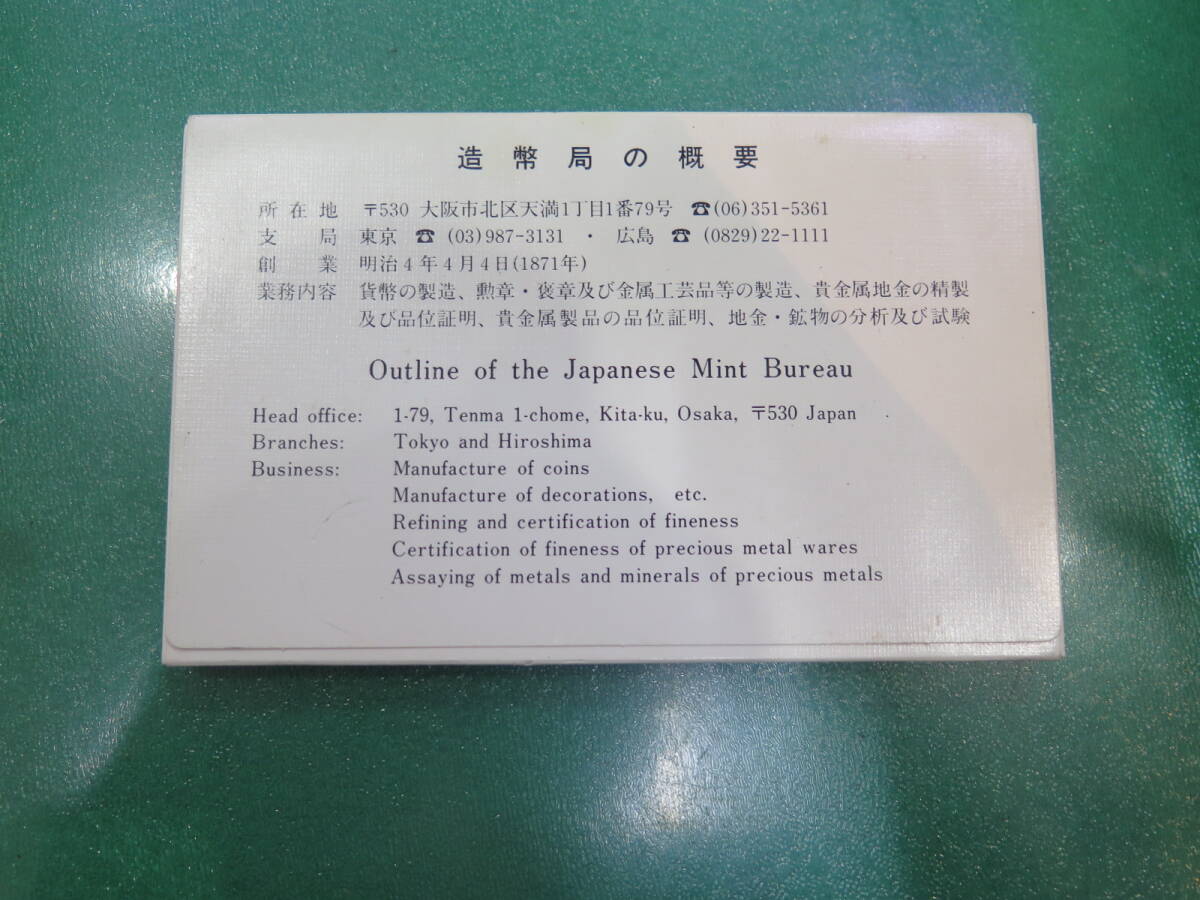 造幣局の概要
所在地 〒530 大阪市北区天満1丁目1番79号 ☎(06)351-5361
支局 東京 ☎ (03)987-3131 ・ 広島 ☎ (0829)22-1111
創業 明治4年4月4日(1871年)
業務内容 貨幣の製造、勲章・褒章及び金属工芸品等の製造、貴金属地金の精製
及び品位証明、貴金属製品の品位証明、地金・鉱物の分析及び試験
Outline of the Japanese Mint Bureau
Head office: 1-79, Tenma 1-chome, Kita-ku, Osaka, 〒530 Japan
Branches: Tokyo and Hiroshima
Business: Manufacture of coins
Manufacture of decorations, etc.
Refining and certification of fineness
Certification of fineness of precious metal wares
Assaying of metals and minerals of precious metals